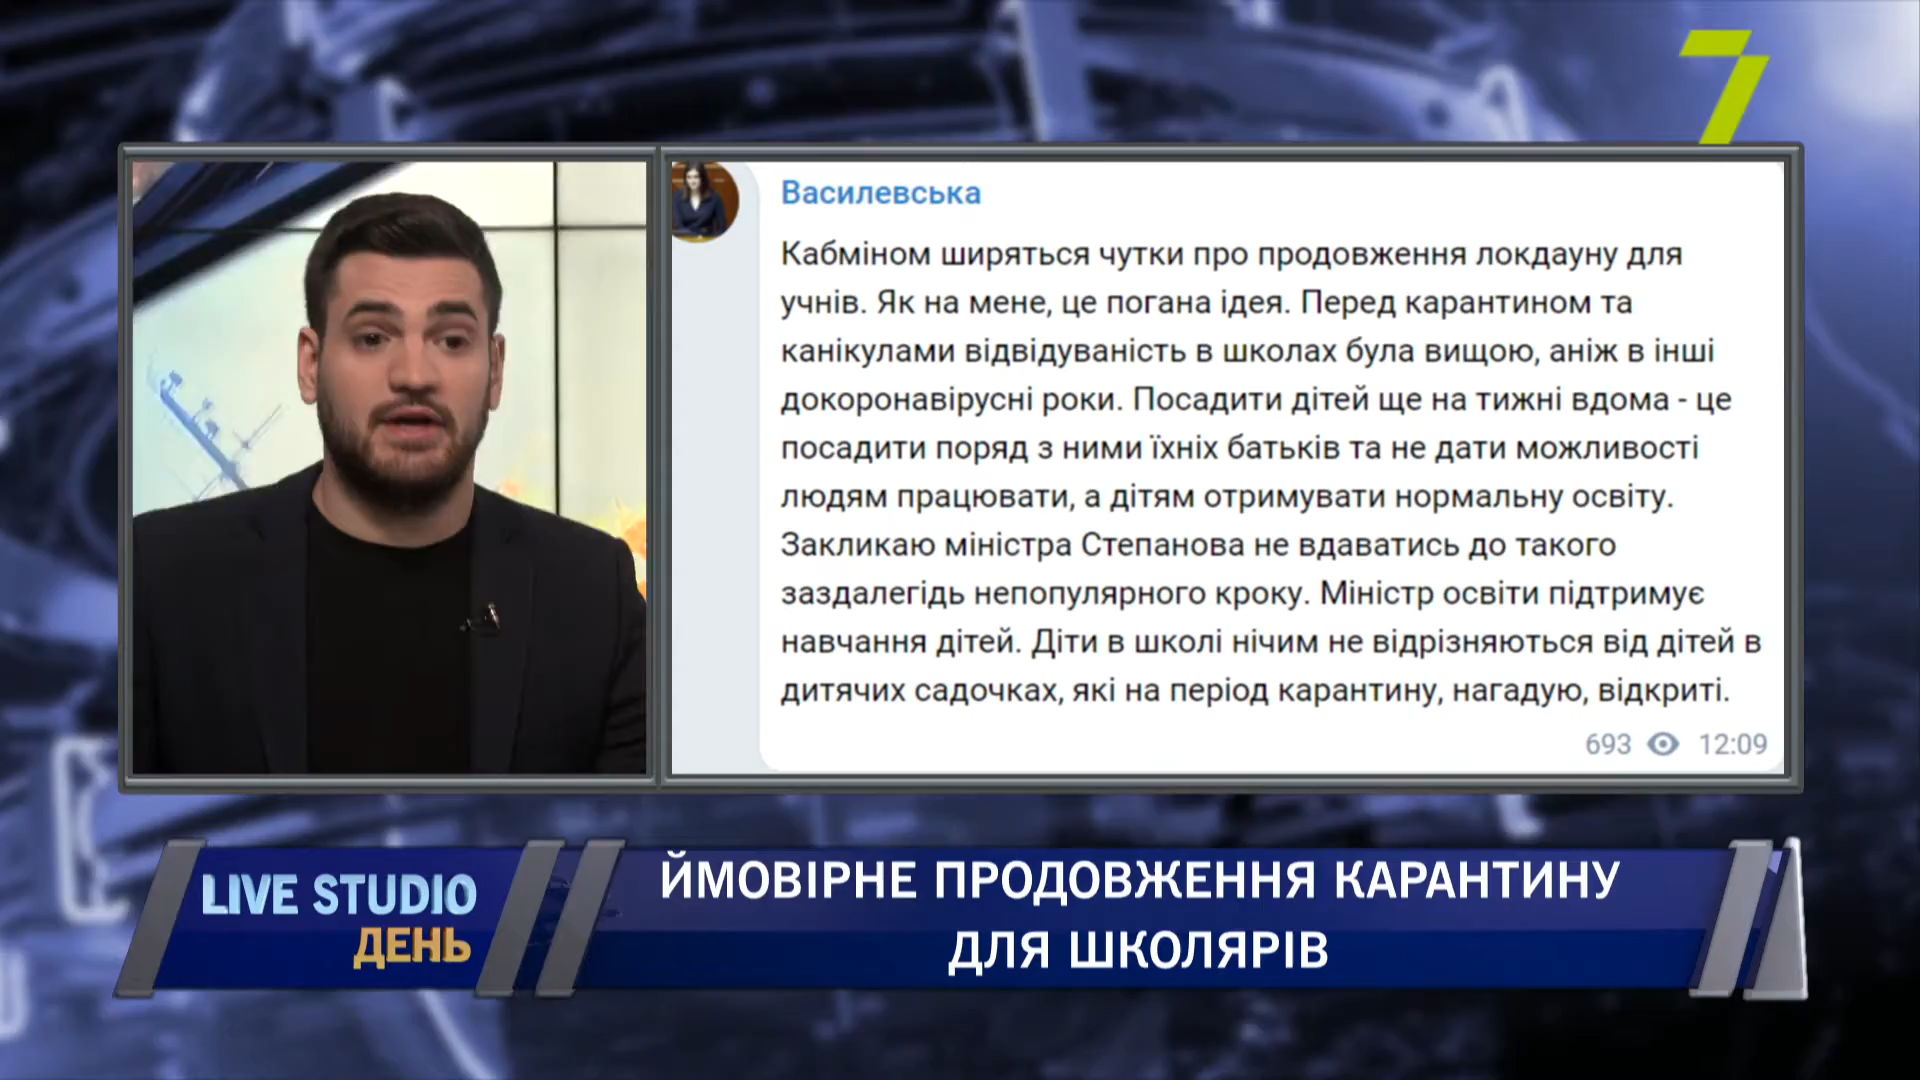 7
Василевська
Кабміном ширяться чутки про продовження локдауну для
учнів. Як на мене, це погана ідея. Перед карантином та
канікулами відвідуваність в школах була вищою, аніж в інші
докоронавірусні роки. Посадити дітей ще на тижні вдома - це
посадити поряд з ними їхніх батьків та не дати можливості
людям працювати, а дітям отримувати нормальну освіту.
Закликаю міністра Степанова не вдаватись до такого
заздалегідь непопулярного кроку. Міністр освіти підтримує
навчання дітей. Діти в школі нічим не відрізняються від дітей в
дитячих садочках, які на період карантину, нагадую, відкриті.
693 12:09
LIVE STUDIO
ДЕНЬ
ЙМОВІРНЕ ПРОДОВЖЕННЯ КАРАНТИНУ
ДЛЯ ШКОЛЯРІВ